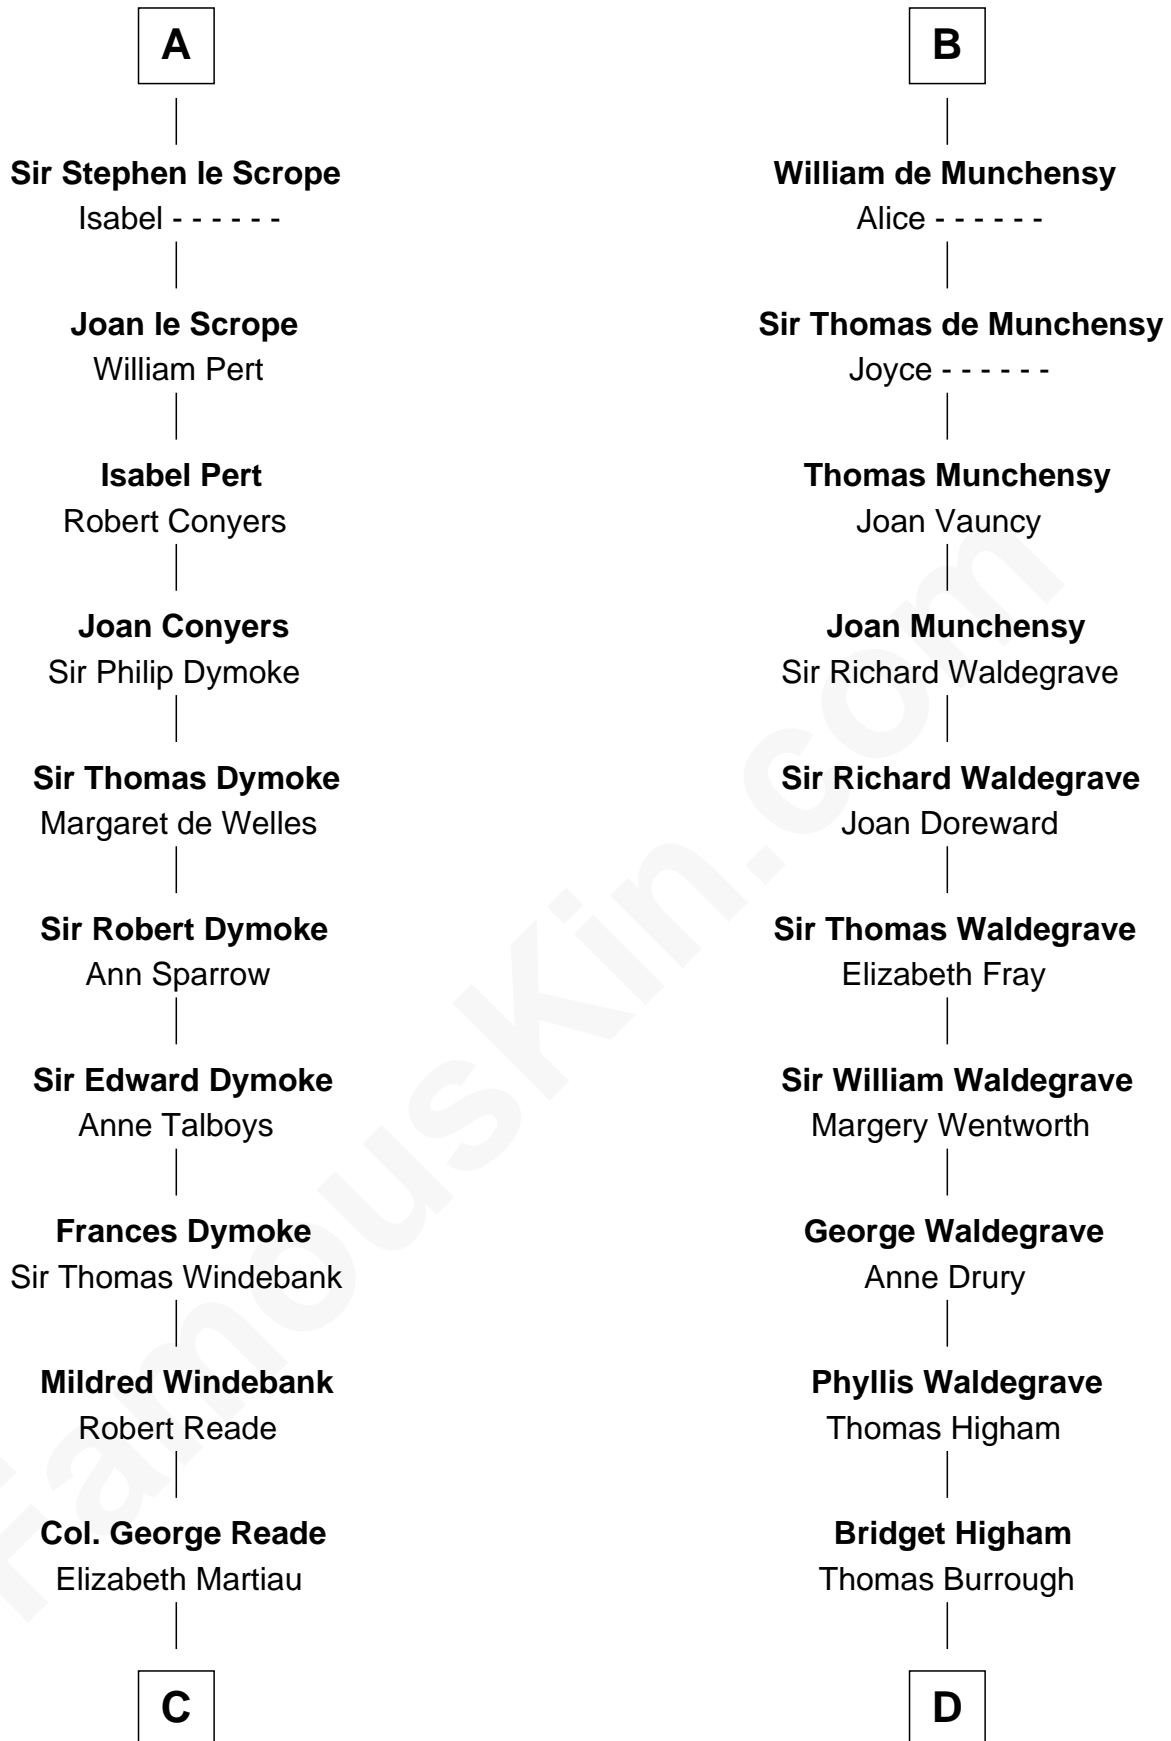 A
Sir Stephen le Scrope
Isabel - - - - - -
Joan le Scrope
William Pert
Isabel Pert
Robert Conyers
Joan Conyers
Sir Philip Dymoke
Sir Thomas Dymoke
Margaret de Welles
Sir Robert Dymoke
Ann Sparrow
Sir Edward Dymoke
Anne Talboys
Frances Dymoke
Sir Thomas Windebank
Mildred Windebank
Robert Reade
Col. George Reade
Elizabeth Martiau
C
B
William de Munchensy
Alice - - - - - -
Sir Thomas de Munchensy
Joyce - - - - - -
Thomas Munchensy
Joan Vauncy
Joan Munchensy
Sir Richard Waldegrave
Sir Richard Waldegrave
Joan Doreward
Sir Thomas Waldegrave
Elizabeth Fray
Sir William Waldegrave
Margery Wentworth
George Waldegrave
Anne Drury
Phyllis Waldegrave
Thomas Higham
Bridget Higham
Thomas Burrough
D
FamousKin.com